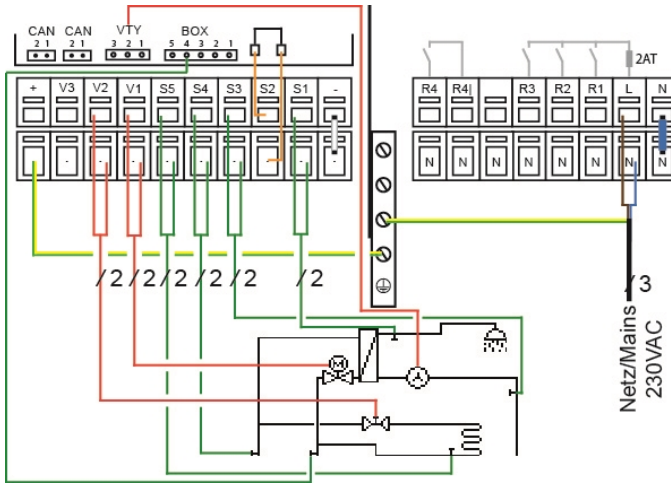 CAN CAN VTY BOX
2 1 2 1 3 2 1 5 4 3 2 1
2AT
+ V3 V2 V1 S5 S4 S3 S2 S1 -
R4 R4| R3 R2 R1 L N
- - - - - - - - -
N N N N N N N N
/2 /2 /2 /2 /2 /2
/3
Netz/Mains
230VAC
M